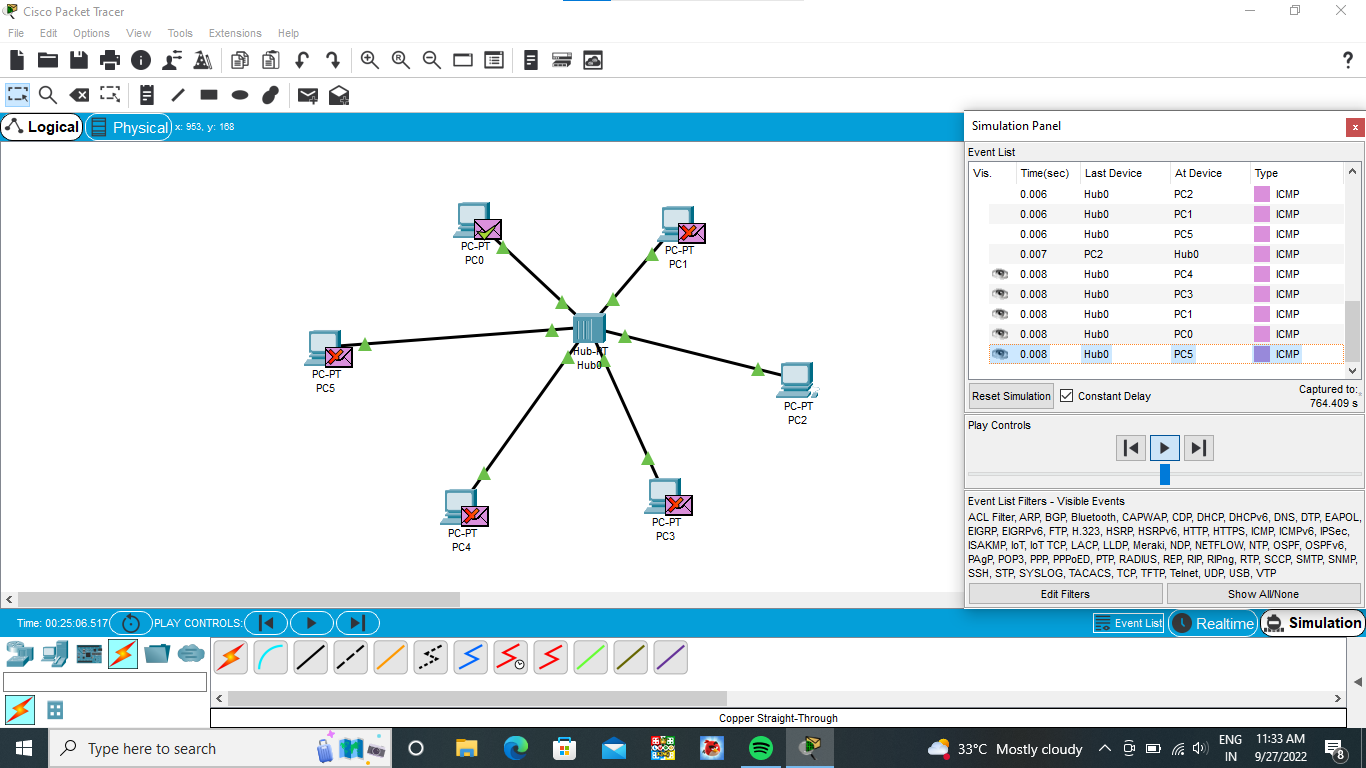 Cisco Packet Tracer
File Edit Options View Tools Extensions Help
?
Logical Physical x: 953, y: 168
Simulation Panel
x
Event List
Vis. Time(sec) Last Device At Device Type
0.006 Hub0 PC2 ICMP
0.006 Hub0 PC1 ICMP
0.006 Hub0 PC5 ICMP
0.007 PC2 Hub0 ICMP
0.008 Hub0 PC4 ICMP
0.008 Hub0 PC3 ICMP
0.008 Hub0 PC1 ICMP
0.008 Hub0 PC0 ICMP
0.008 Hub0 PC5 ICMP
Reset Simulation Constant Delay Captured to:
764.409 s
Play Controls
Event List Filters - Visible Events
ACL Filter, ARP, BGP, Bluetooth, CAPWAP, CDP, DHCP, DHCPv6, DNS, DTP, EAPOL,
EIGRP, EIGRPv6, FTP, H.323, HSRP, HSRPv6, HTTP, HTTPS, ICMP, ICMPv6, IPSec,
ISAKMP, IoT, IoT TCP, LACP, LLDP, Meraki, NDP, NETFLOW, NTP, OSPF, OSPFv6,
PAgP, POP3, PPP, PPPoED, PTP, RADIUS, REP, RIP, RIPng, RTP, SCCP, SMTP, SNMP,
SSH, STP, SYSLOG, TACACS, TCP, TFTP, Telnet, UDP, USB, VTP
Edit Filters Show All/None
PC-PT
PC0
PC-PT
PC1
Hub-PT
Hub0
PC-PT
PC5
PC-PT
PC2
PC-PT
PC4
PC-PT
PC3
Time: 00:25:06.517 PLAY CONTROLS: Event List Realtime Simulation
Copper Straight-Through
Type here to search
33°C Mostly cloudy
ENG
IN
11:33 AM
9/27/2022
8